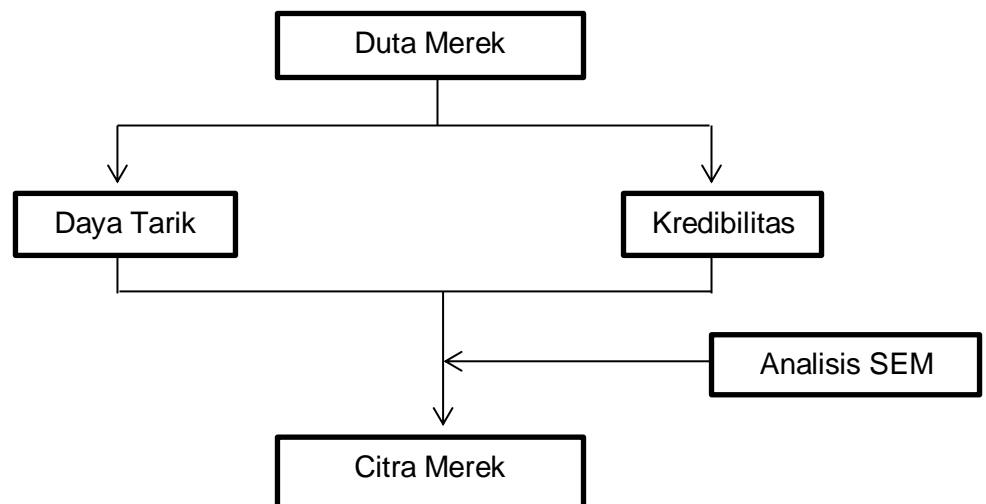 Duta Merek
Daya Tarik
Kredibilitas
Analisis SEM
Citra Merek